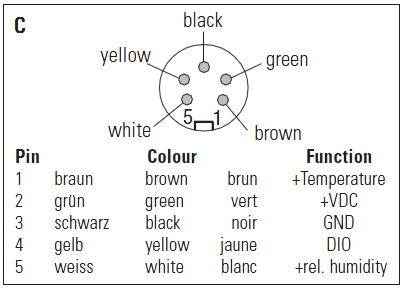 C
black
yellow
green
white
5 1
brown
Pin Colour Function
1 braun brown brun +Temperature
2 grün green vert +VDC
3 schwarz black noir GND
4 gelb yellow jaune DIO
5 weiss white blanc +rel. humidity